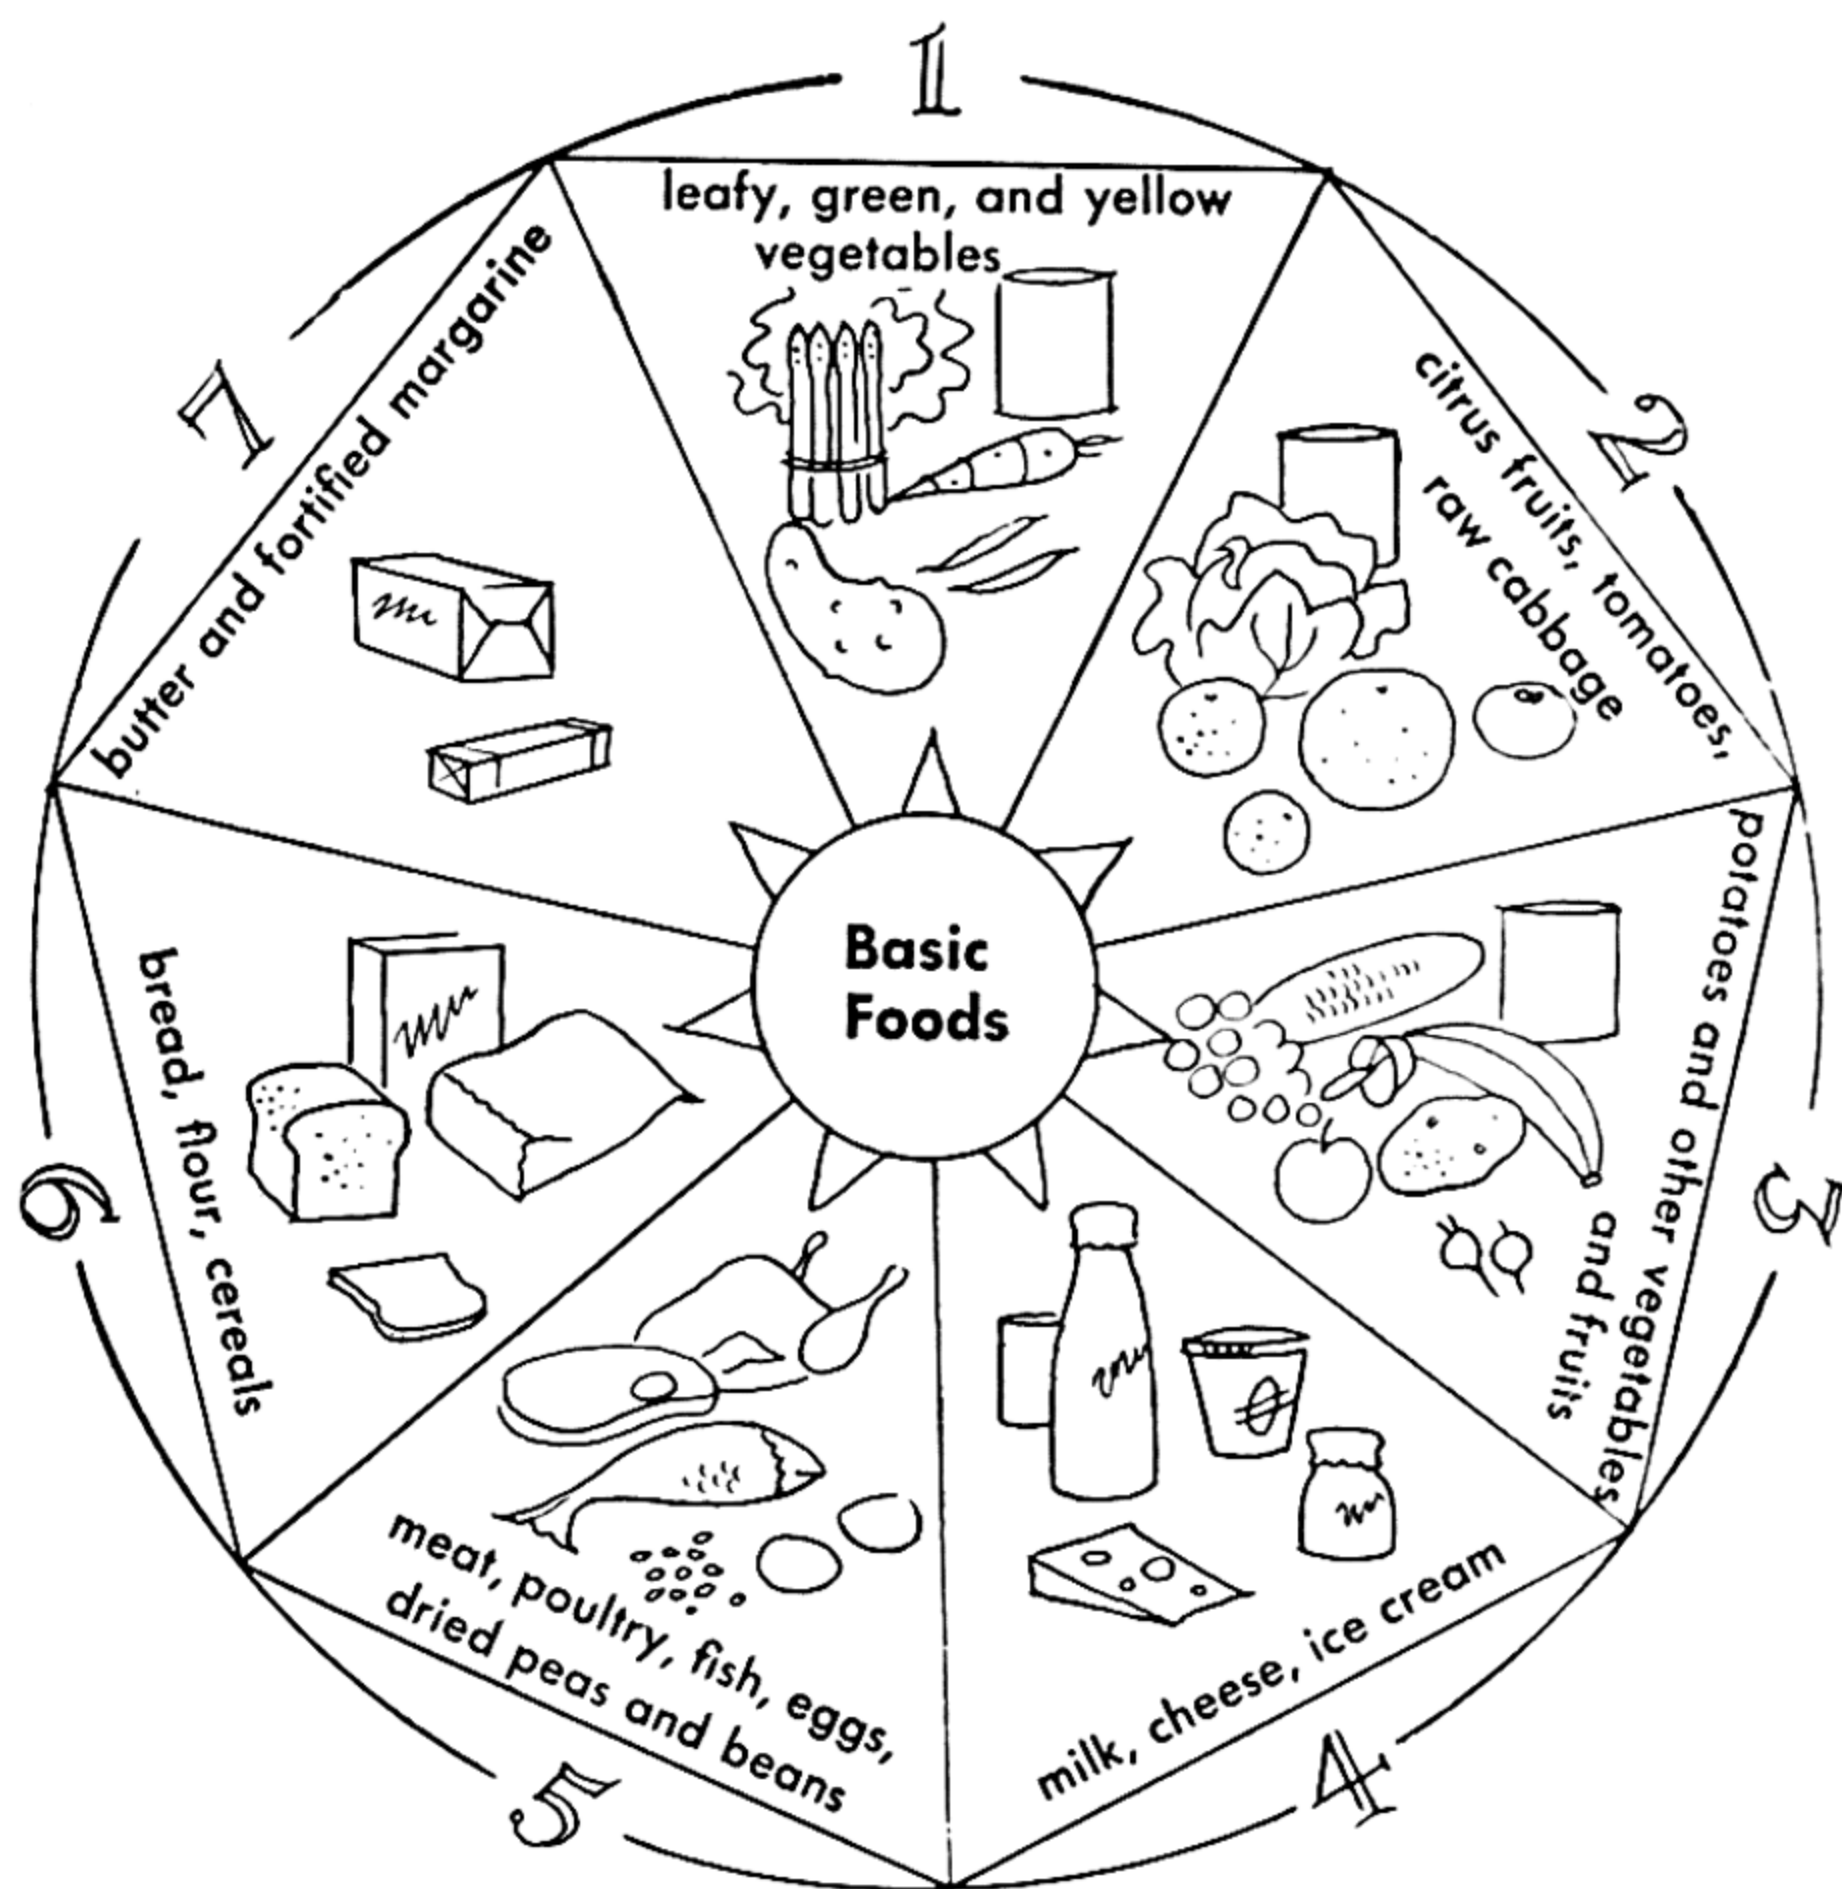 1
leafy, green, and yellow
vegetables
2
citrus fruits, tomatoes,
raw cabbage
3
potatoes and other vegetables
and fruits
4
milk, cheese, ice cream
5
meat, poultry, fish, eggs,
dried peas and beans
6
bread, flour, cereals
7
butter and fortified margarine
Basic
Foods